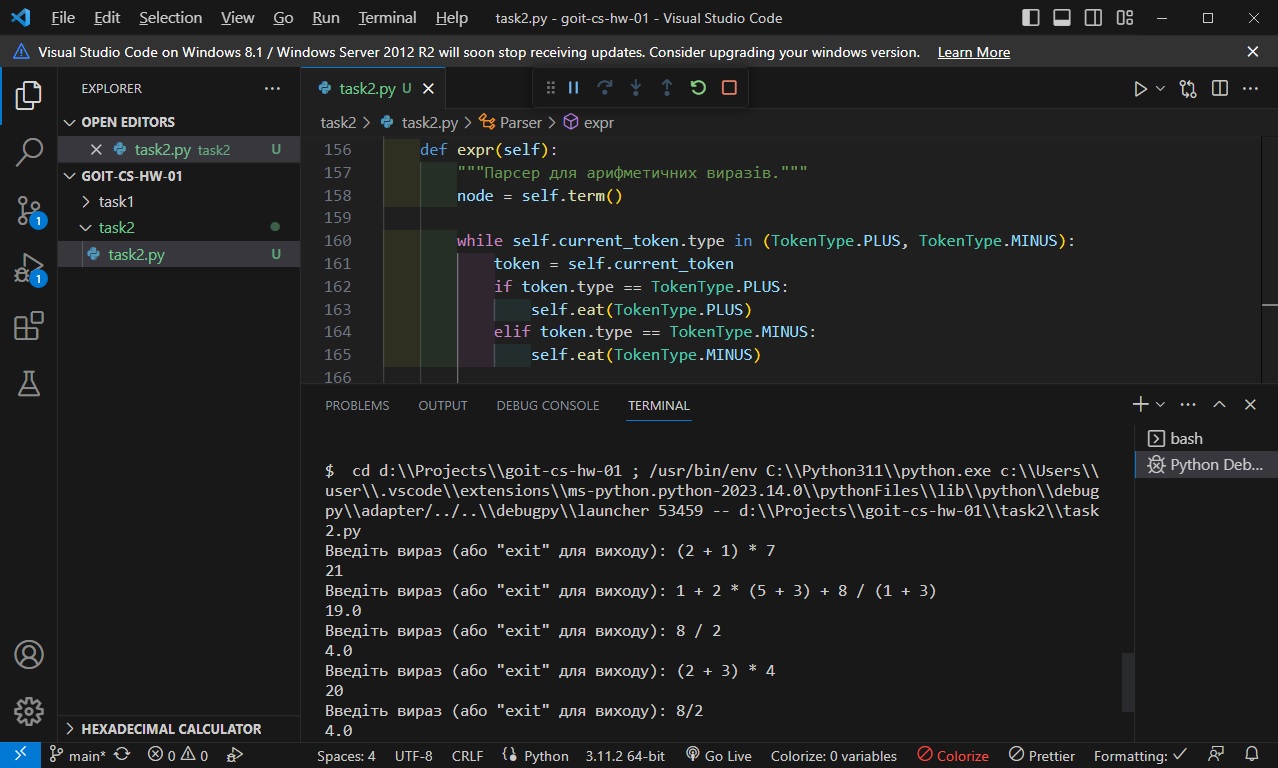 File Edit Selection View Go Run Terminal Help task2.py - goit-cs-hw-01 - Visual Studio Code
Visual Studio Code on Windows 8.1 / Windows Server 2012 R2 will soon stop receiving updates. Consider upgrading your windows version. Learn More
EXPLORER
OPEN EDITORS
task2.py task2 U
GOIT-CS-HW-01
task1
task2
task2.py U
1
1
HEXADECIMAL CALCULATOR
task2.py U
task2 > task2.py > Parser > expr
156 def expr(self):
157 """Парсер для арифметичних виразів."""
158 node = self.term()
159
160 while self.current_token.type in (TokenType.PLUS, TokenType.MINUS):
161 token = self.current_token
162 if token.type == TokenType.PLUS:
163 self.eat(TokenType.PLUS)
164 elif token.type == TokenType.MINUS:
165 self.eat(TokenType.MINUS)
166
PROBLEMS OUTPUT DEBUG CONSOLE TERMINAL
$ cd d:\\Projects\\goit-cs-hw-01 ; /usr/bin/env C:\\Python311\\python.exe c:\\Users\\
user\\.vscode\\extensions\\ms-python.python-2023.14.0\\pythonFiles\\lib\\python\\debug
py\\adapter/../..\\debugpy\\launcher 53459 -- d:\\Projects\\goit-cs-hw-01\\task2\\task
2.py
Введіть вираз (або "exit" для виходу): (2 + 1) * 7
21
Введіть вираз (або "exit" для виходу): 1 + 2 * (5 + 3) + 8 / (1 + 3)
19.0
Введіть вираз (або "exit" для виходу): 8 / 2
4.0
Введіть вираз (або "exit" для виходу): (2 + 3) * 4
20
Введіть вираз (або "exit" для виходу): 8/2
4.0
bash
Python Deb...
main* 0 0 Spaces: 4 UTF-8 CRLF Python 3.11.2 64-bit Go Live Colorize: 0 variables Colorize Prettier Formatting: